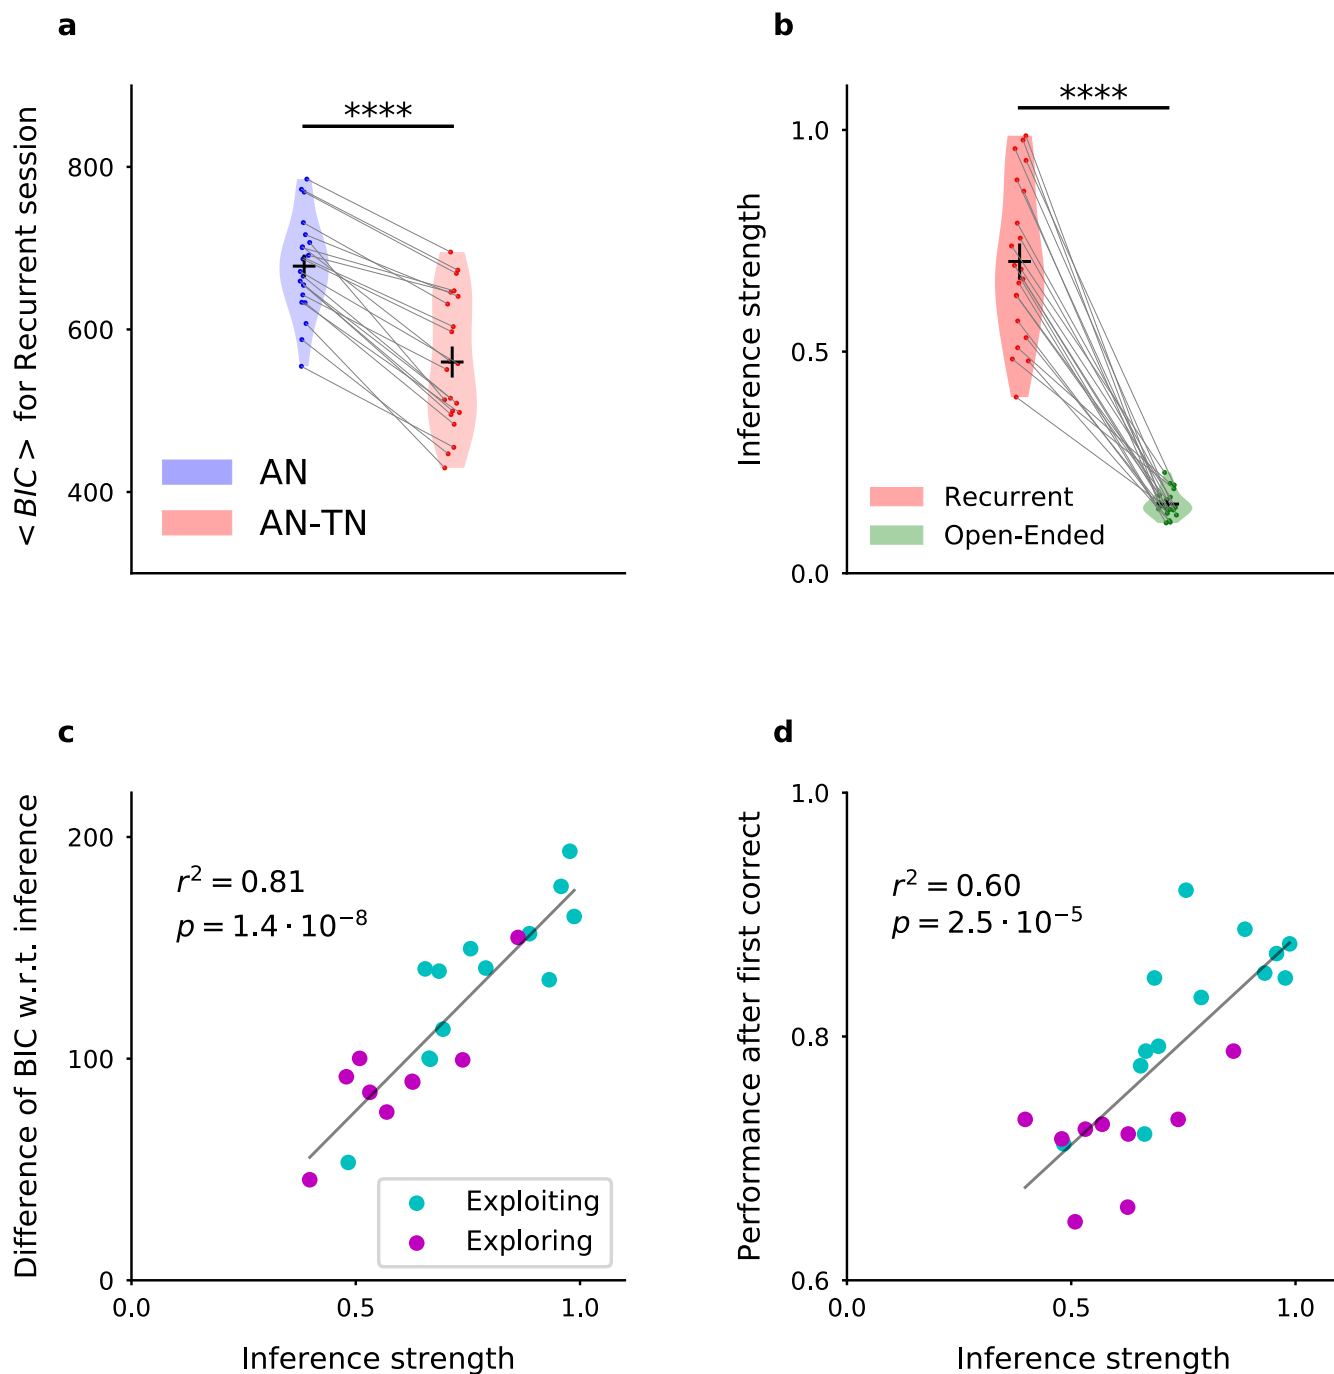 a
< BIC > for Recurrent session
800
600
400
****
AN
AN-TN
b
Inference strength
1.0
0.5
0.0
****
Recurrent
Open-Ended
c
Difference of BIC w.r.t. inference
200
100
0
r² = 0.81
p = 1.4 · 10⁻⁸
Exploiting
Exploring
0.0 0.5 1.0
Inference strength
d
Performance after first correct
1.0
0.8
0.6
r² = 0.60
p = 2.5 · 10⁻⁵
0.0 0.5 1.0
Inference strength